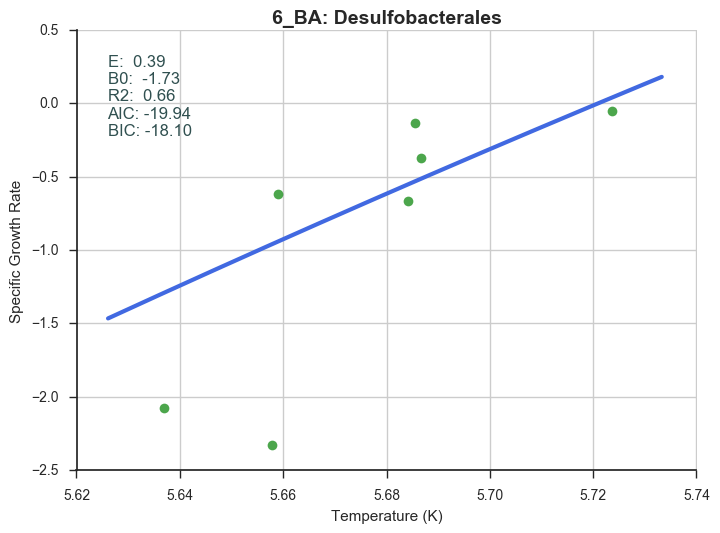 6_BA: Desulfobacterales
E:  0.39
B0:  -1.73
R2:  0.66
AIC: -19.94
BIC: -18.10
0.5
0.0
−0.5
−1.0
−1.5
−2.0
−2.5
Specific Growth Rate
5.62 5.64 5.66 5.68 5.70 5.72 5.74
Temperature (K)